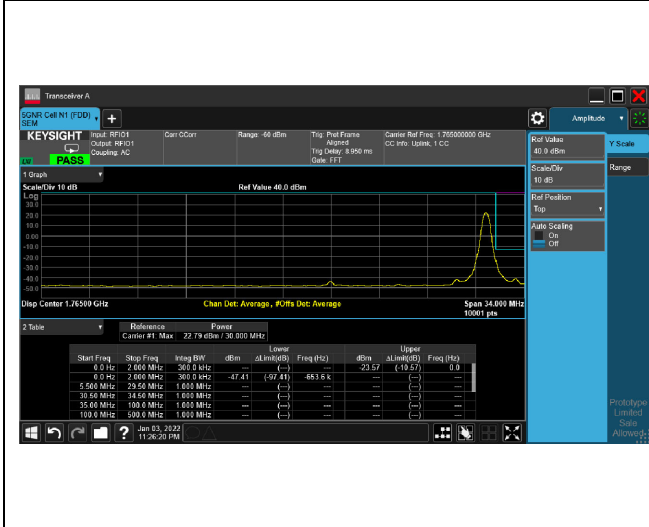 Transceiver A
5GNR Cell N1 (FDD)
SEM
Amplitude
KEYSIGHT
Input: RFIO1
Output: RFIO1
Coupling: AC
Corr CCorr
Range: -60 dBm
Trig: Pref Frame
Aligned
Trig Delay: 8.950 ms
Gate: FFT
Carrier Ref Freq: 1.765000000 GHz
CC Info: Uplink, 1 CC
LW
PASS
Ref Value
40.0 dBm
Y Scale
Scale/Div
10 dB
Range
Ref Position
Top
Auto Scaling
On
Off
1 Graph
Scale/Div 10 dB
Ref Value 40.0 dBm
Log
30.0
20.0
10.0
0.00
-10.0
-20.0
-30.0
-40.0
-50.0
Disp Center 1.76500 GHz
Chan Det: Average, #Offs Det: Average
Span 34.000 MHz
10001 pts
2 Table
Reference Power
Carrier #1: Max 22.79 dBm / 30.000 MHz
Lower Upper
Start Freq Stop Freq Integ BW dBm ΔLimit(dB) Freq (Hz) dBm ΔLimit(dB) Freq (Hz)
0.0 Hz 2.000 MHz 300.0 kHz --- (---) --- -23.57 (-10.57) 0.0
0.0 Hz 2.000 MHz 300.0 kHz -47.41 (-97.41) -653.6 k --- (---) ---
5.500 MHz 29.50 MHz 1.000 MHz --- (---) --- --- (---) ---
30.50 MHz 34.50 MHz 1.000 MHz --- (---) --- --- (---) ---
35.00 MHz 100.0 MHz 1.000 MHz --- (---) --- --- (---) ---
100.0 MHz 500.0 MHz 1.000 MHz --- (---) --- --- (---) ---
Prototype
Limited
Sale
Allowed
?
Jan 03, 2022
11:26:20 PM